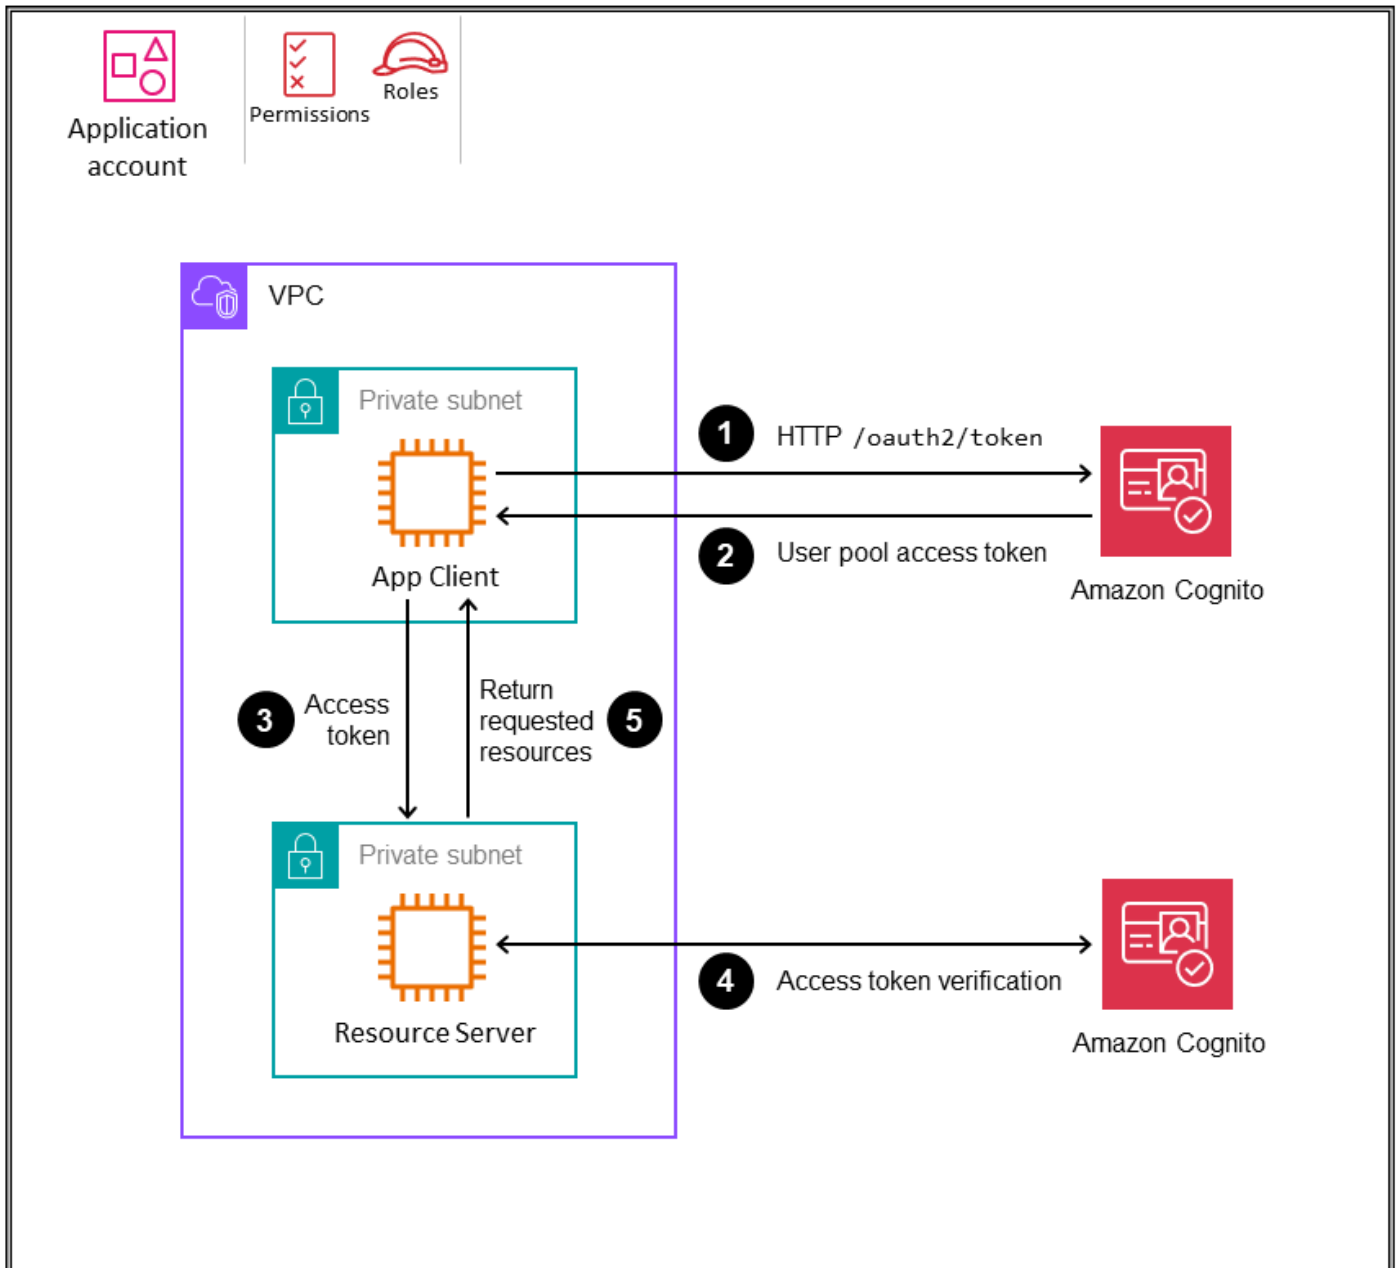 Application
account
Permissions
Roles
VPC
Private subnet
App Client
1
HTTP /oauth2/token
2
User pool access token
Amazon Cognito
3
Access
token
Return
requested
resources
5
Private subnet
Resource Server
4
Access token verification
Amazon Cognito